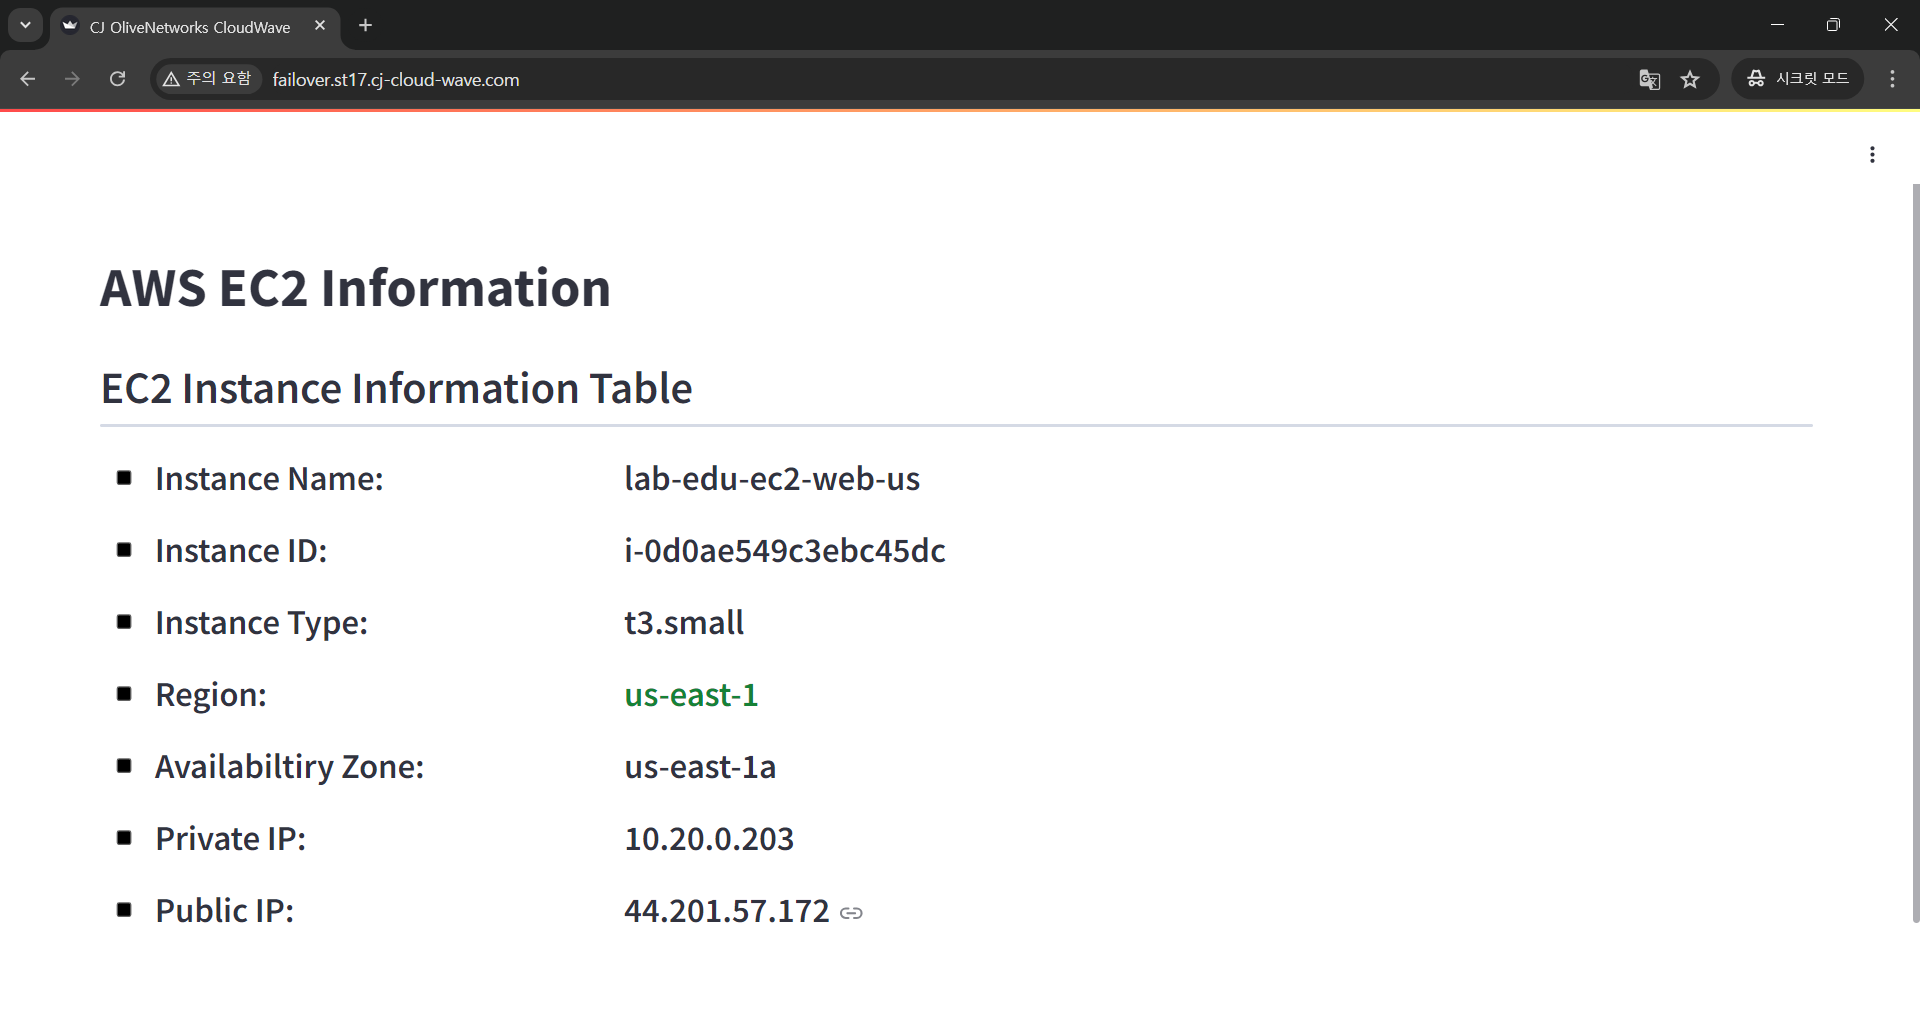 CJ OliveNetworks CloudWave
주의 요함 failover.st17.cj-cloud-wave.com 시크릿 모드
AWS EC2 Information
EC2 Instance Information Table
Instance Name: lab-edu-ec2-web-us
Instance ID: i-0d0ae549c3ebc45dc
Instance Type: t3.small
Region: us-east-1
Availabiltiry Zone: us-east-1a
Private IP: 10.20.0.203
Public IP: 44.201.57.172